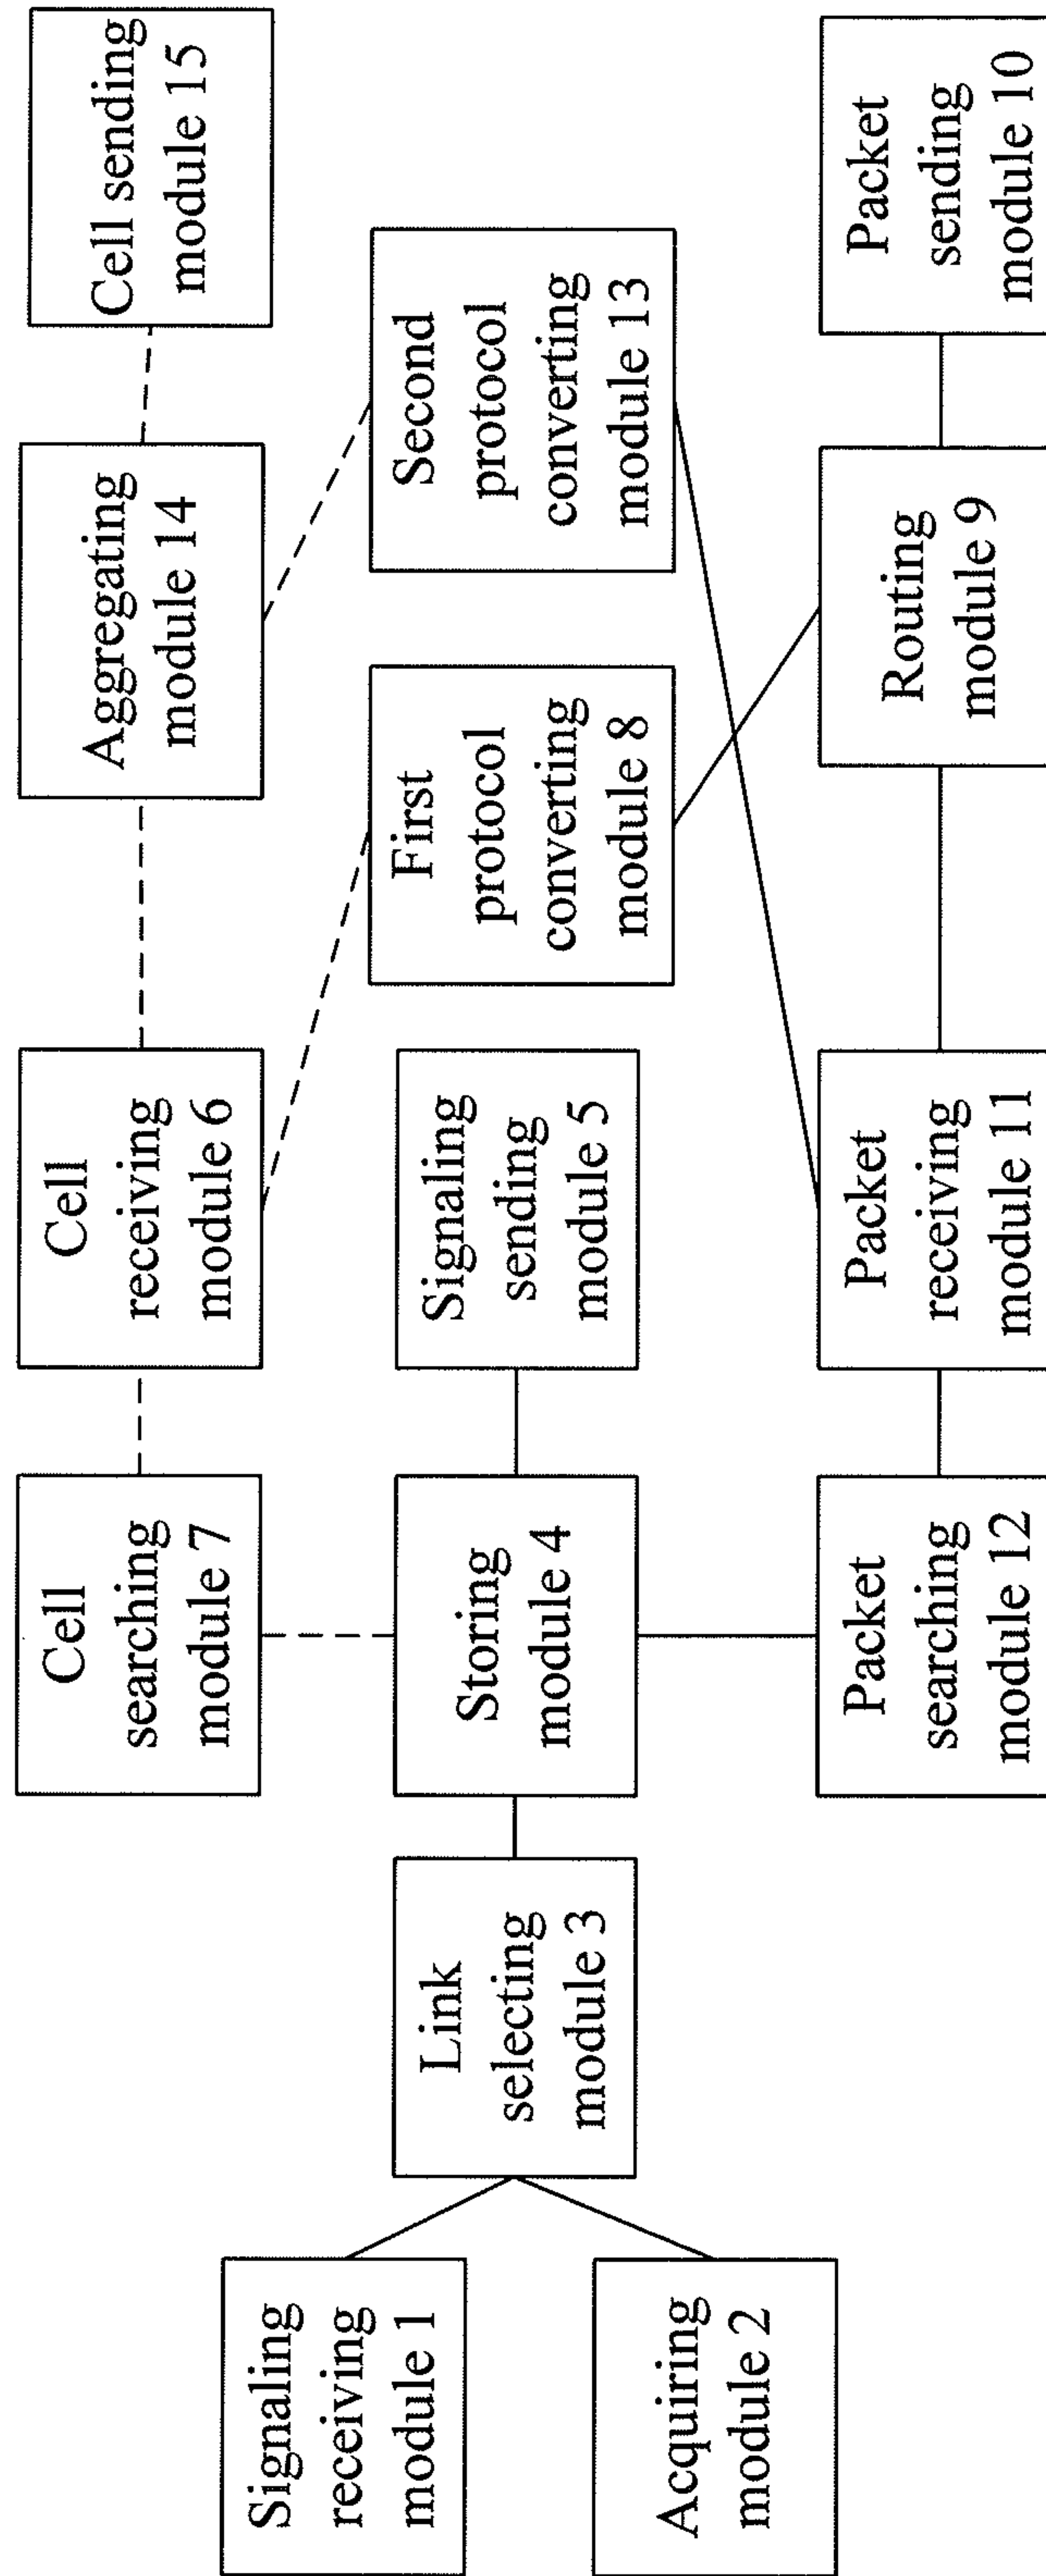 Signaling
receiving
module 1
Acquiring
module 2
Link
selecting
module 3
Cell
searching
module 7
Storing
module 4
Packet
searching
module 12
Cell
receiving
module 6
Signaling
sending
module 5
Packet
receiving
module 11
First
protocol
converting
module 8
Aggregating
module 14
Second
protocol
converting
module 13
Routing
module 9
Cell sending
module 15
Packet
sending
module 10